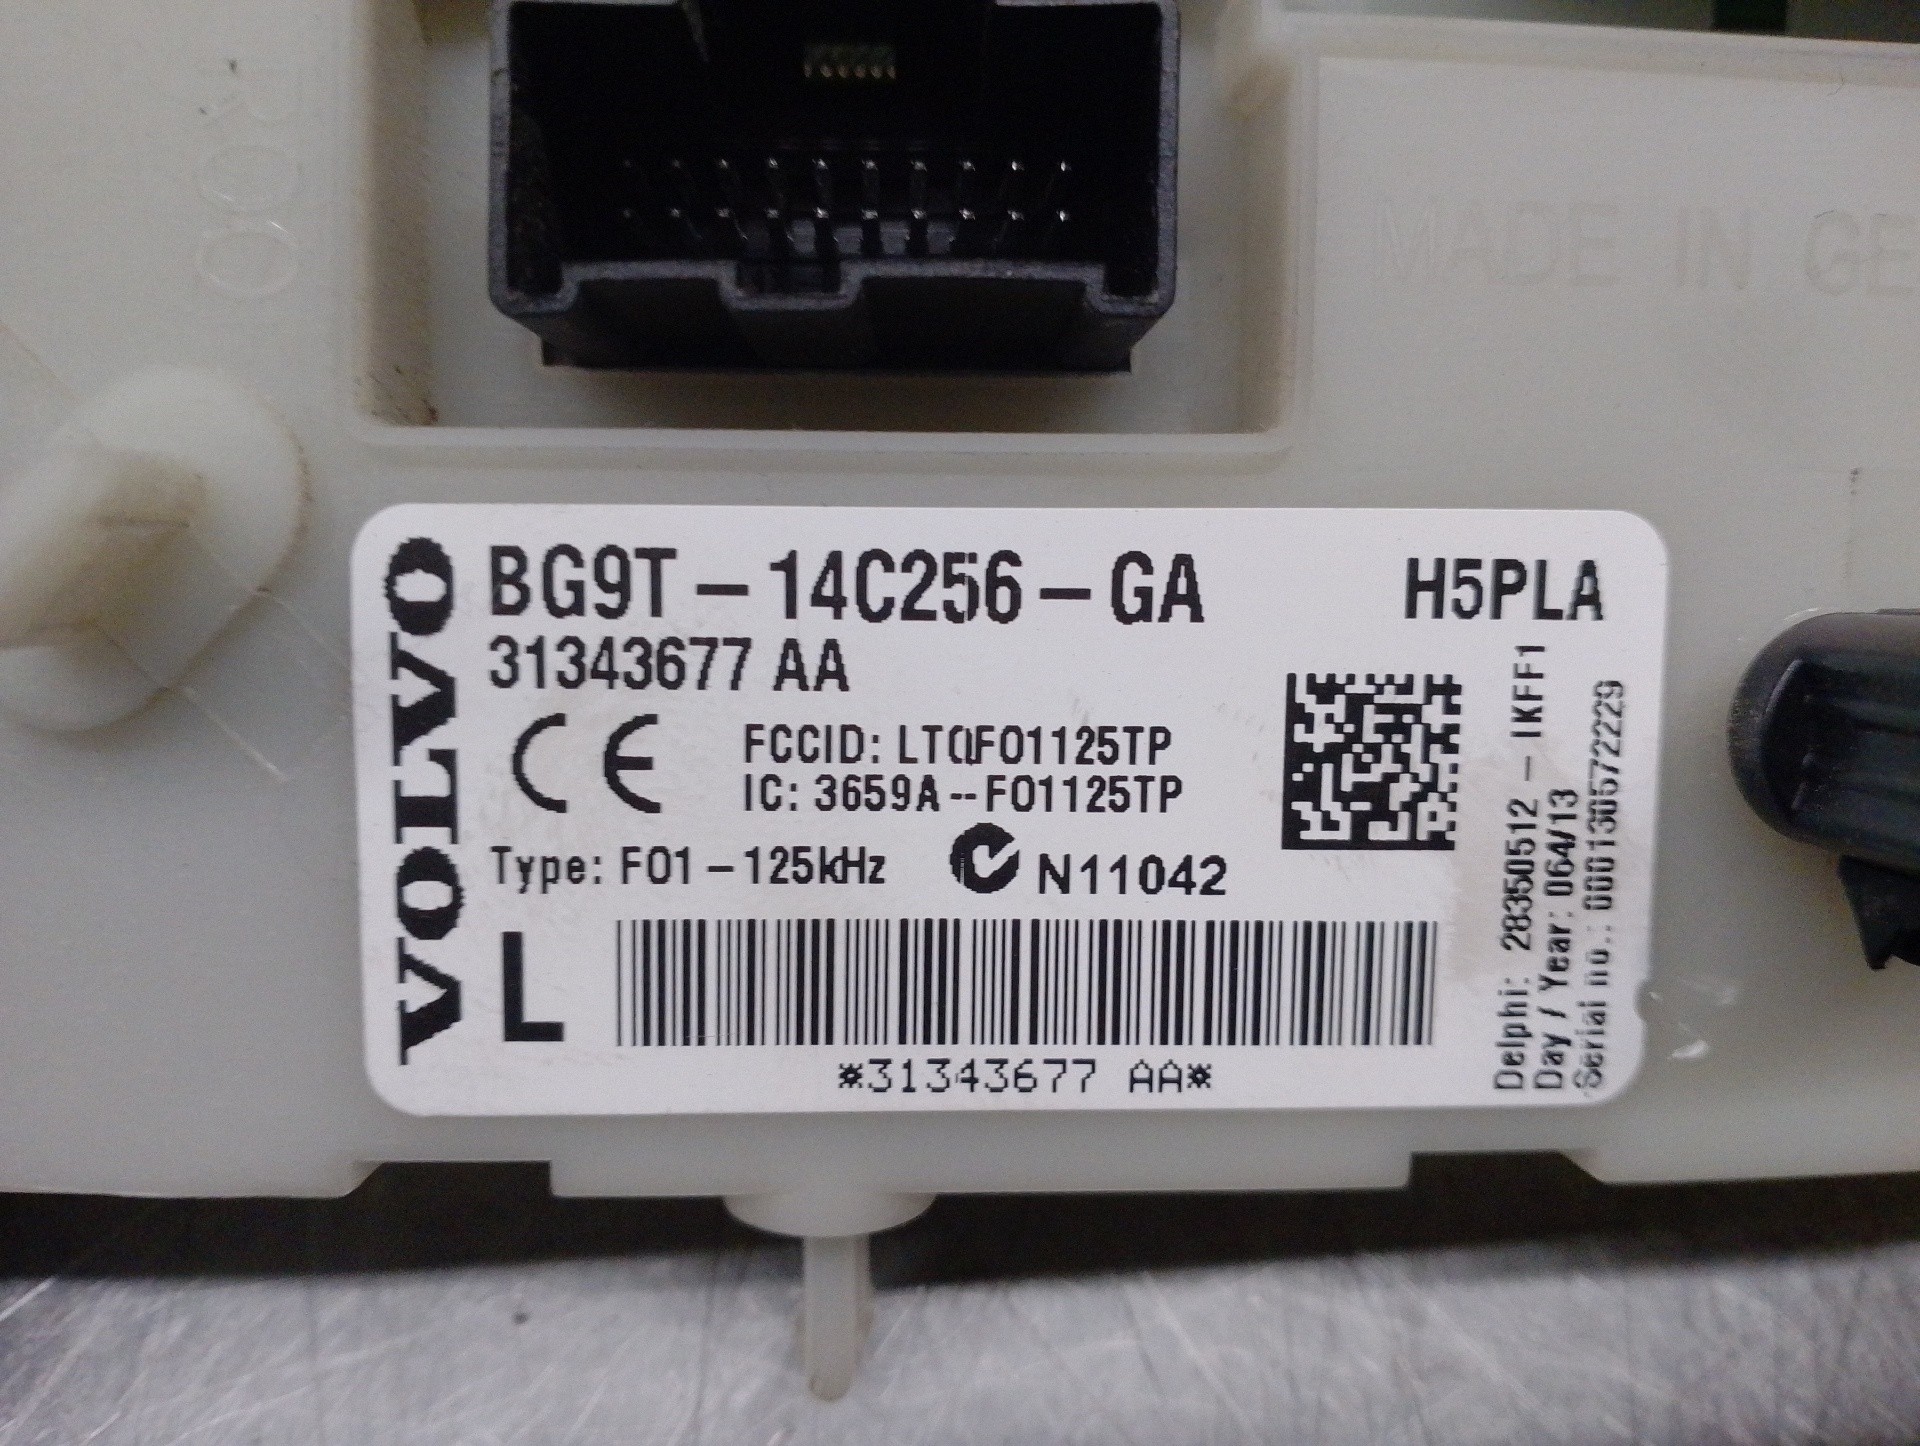 MADE IN GE
VOLVO
BG9T-14C256-GA H5PLA
31343677 AA
CE
FCCID: LTQFO1125TP
IC: 3659A--FO1125TP
Type: FO1-125kHz
N11042
L
*31343677 AA*
Delphi: 28350512-IKFF1
Day / Year: 064/13
Serial no.: 000130572229